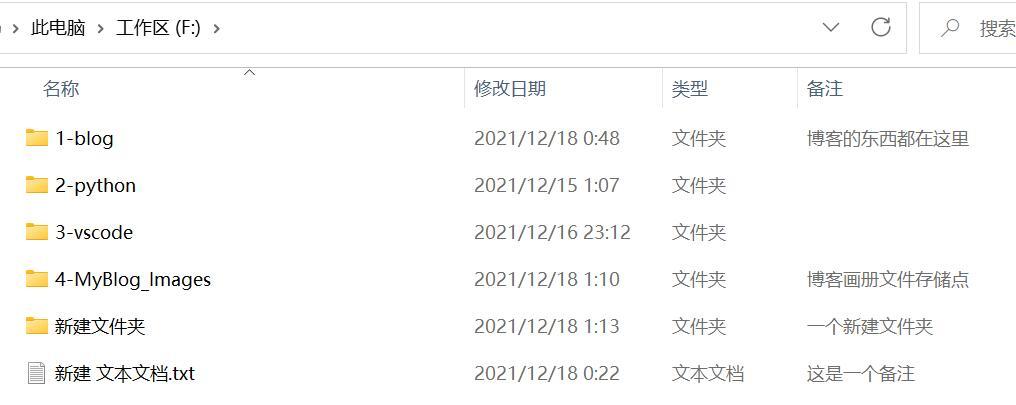 此电脑 工作区 (F:) 搜索
名称 修改日期 类型 备注
1-blog 2021/12/18 0:48 文件夹 博客的东西都在这里
2-python 2021/12/15 1:07 文件夹
3-vscode 2021/12/16 23:12 文件夹
4-MyBlog_Images 2021/12/18 1:10 文件夹 博客画册文件存储点
新建文件夹 2021/12/18 1:13 文件夹 一个新建文件夹
新建 文本文档.txt 2021/12/18 0:22 文本文档 这是一个备注